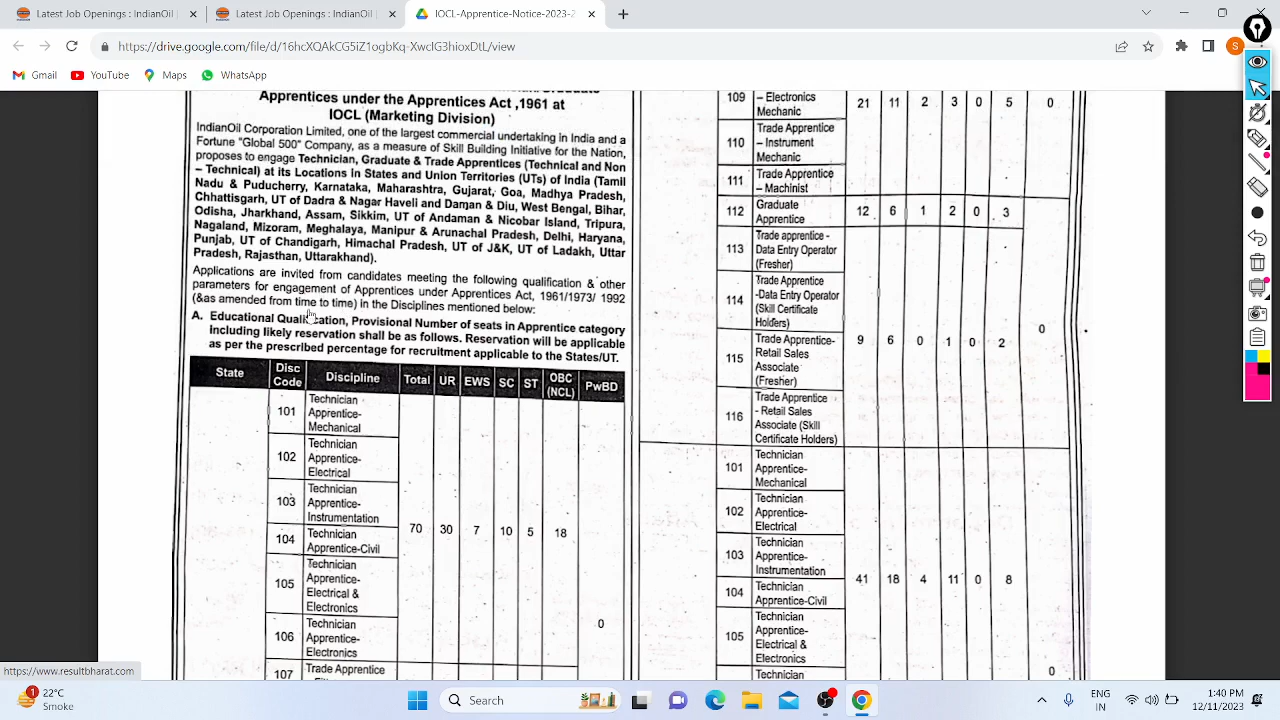 Latest Job Openings : IndianOil
Latest Job Openings : IndianOil
IOCL-Apprentice-Notice-2023-2
https://drive.google.com/file/d/16hcXQAkCG5IZ1ogbKq-XwcIG3hixxDtL/view
S
Gmail
YouTube
Maps
WhatsApp
Apprentices under the Apprentices Act ,1961 at
IOCL (Marketing Division)
IndianOil Corporation Limited, one of the largest commercial undertaking in India and a
Fortune "Global 500" Company, as a measure of Skill Building Initiative for the Nation,
proposes to engage Technician, Graduate & Trade Apprentices (Technical and Non
– Technical) at its Locations in States and Union Territories (UTs) of India (Tamil
Nadu & Puducherry, Karnataka, Maharashtra, Gujarat, Goa, Madhya Pradesh,
Chhattisgarh, UT of Dadra & Nagar Haveli and Daman & Diu, West Bengal, Bihar,
Odisha, Jharkhand, Assam, Sikkim, UT of Andaman & Nicobar Island, Tripura,
Nagaland, Mizoram, Meghalaya, Manipur & Arunachal Pradesh, Delhi, Haryana,
Punjab, UT of Chandigarh, Himachal Pradesh, UT of J&K, UT of Ladakh, Uttar
Pradesh, Rajasthan, Uttarakhand).
Applications are invited from candidates meeting the following qualification & other
parameters for engagement of Apprentices under Apprentices Act, 1961/1973/ 1992
(&as amended from time to time) in the Disciplines mentioned below:
A. Educational Qualification, Provisional Number of seats in Apprentice category
including likely reservation shall be as follows. Reservation will be applicable
as per the prescribed percentage for recruitment applicable to the States/UT.
State Disc Code Discipline Total UR EWS SC ST OBC (NCL) PwBD
101 Technician
Apprentice-
Mechanical
102 Technician
Apprentice-
Electrical
103 Technician
Apprentice-
Instrumentation
104 Technician
Apprentice-Civil
70 30 7 10 5 18
105 Technician
Apprentice-
Electrical &
Electronics
0
106 Technician
Apprentice-
Electronics
107 Trade Apprentice
109 – Electronics
Mechanic
21 11 2 3 0 5 0
110 Trade Apprentice
– Instrument
Mechanic
111 Trade Apprentice
– Machinist
112 Graduate
Apprentice
12 6 1 2 0 3
113 Trade apprentice -
Data Entry Operator
(Fresher)
114 Trade Apprentice
-Data Entry Operator
(Skill Certificate
Holders)
0
115 Trade Apprentice-
Retail Sales
Associate
(Fresher)
9 6 0 1 0 2
116 Trade Apprentice
- Retail Sales
Associate (Skill
Certificate Holders)
101 Technician
Apprentice-
Mechanical
102 Technician
Apprentice-
Electrical
103 Technician
Apprentice-
Instrumentation
41 18 4 11 0 8
104 Technician
Apprentice-Civil
105 Technician
Apprentice-
Electrical &
Electronics
Technician
0
https://www.insulthbharat.com
1
22°C
Smoke
Search
ENG
IN
1:40 PM
12/11/2023